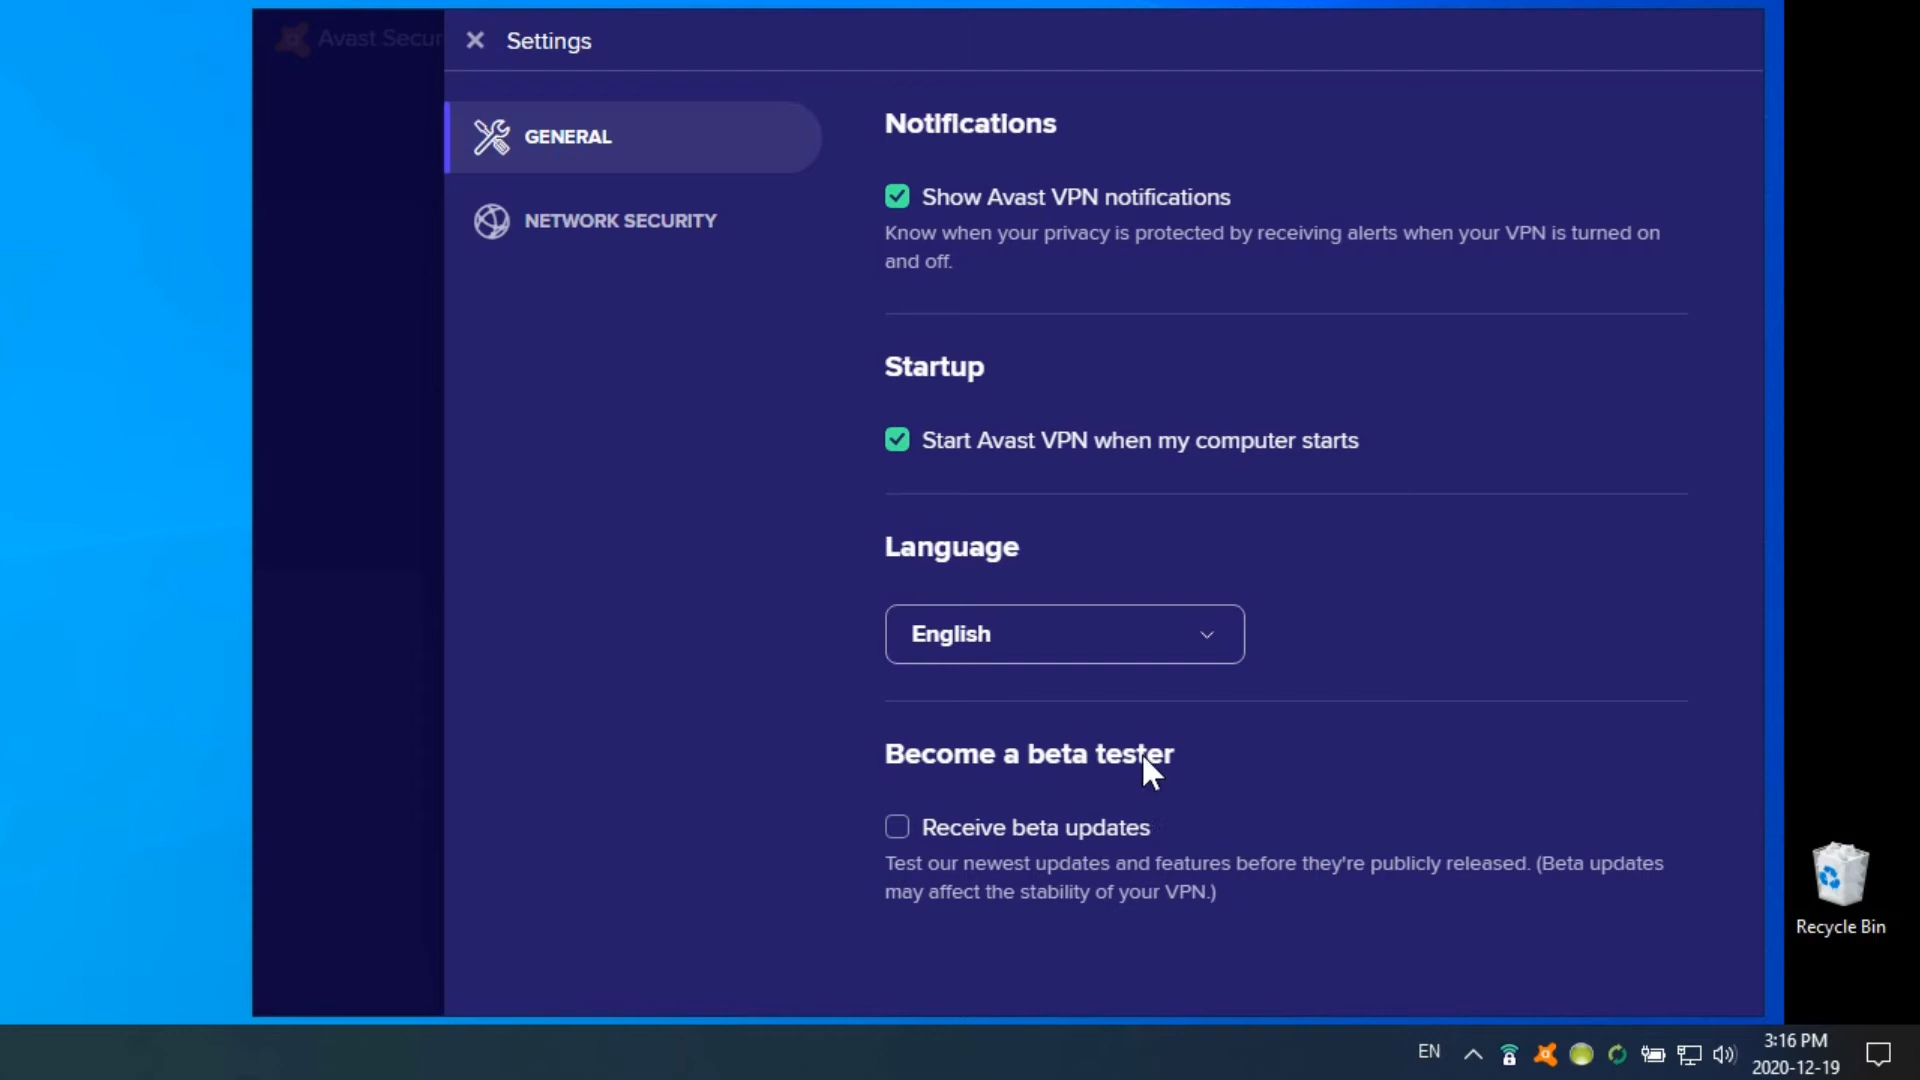 Avast Secur
Settings
GENERAL
NETWORK SECURITY
Notifications
Show Avast VPN notifications
Know when your privacy is protected by receiving alerts when your VPN is turned on
and off.
Startup
Start Avast VPN when my computer starts
Language
English
Become a beta tester
Receive beta updates
Test our newest updates and features before they're publicly released. (Beta updates
may affect the stability of your VPN.)
Recycle Bin
EN
3:16 PM
2020-12-19